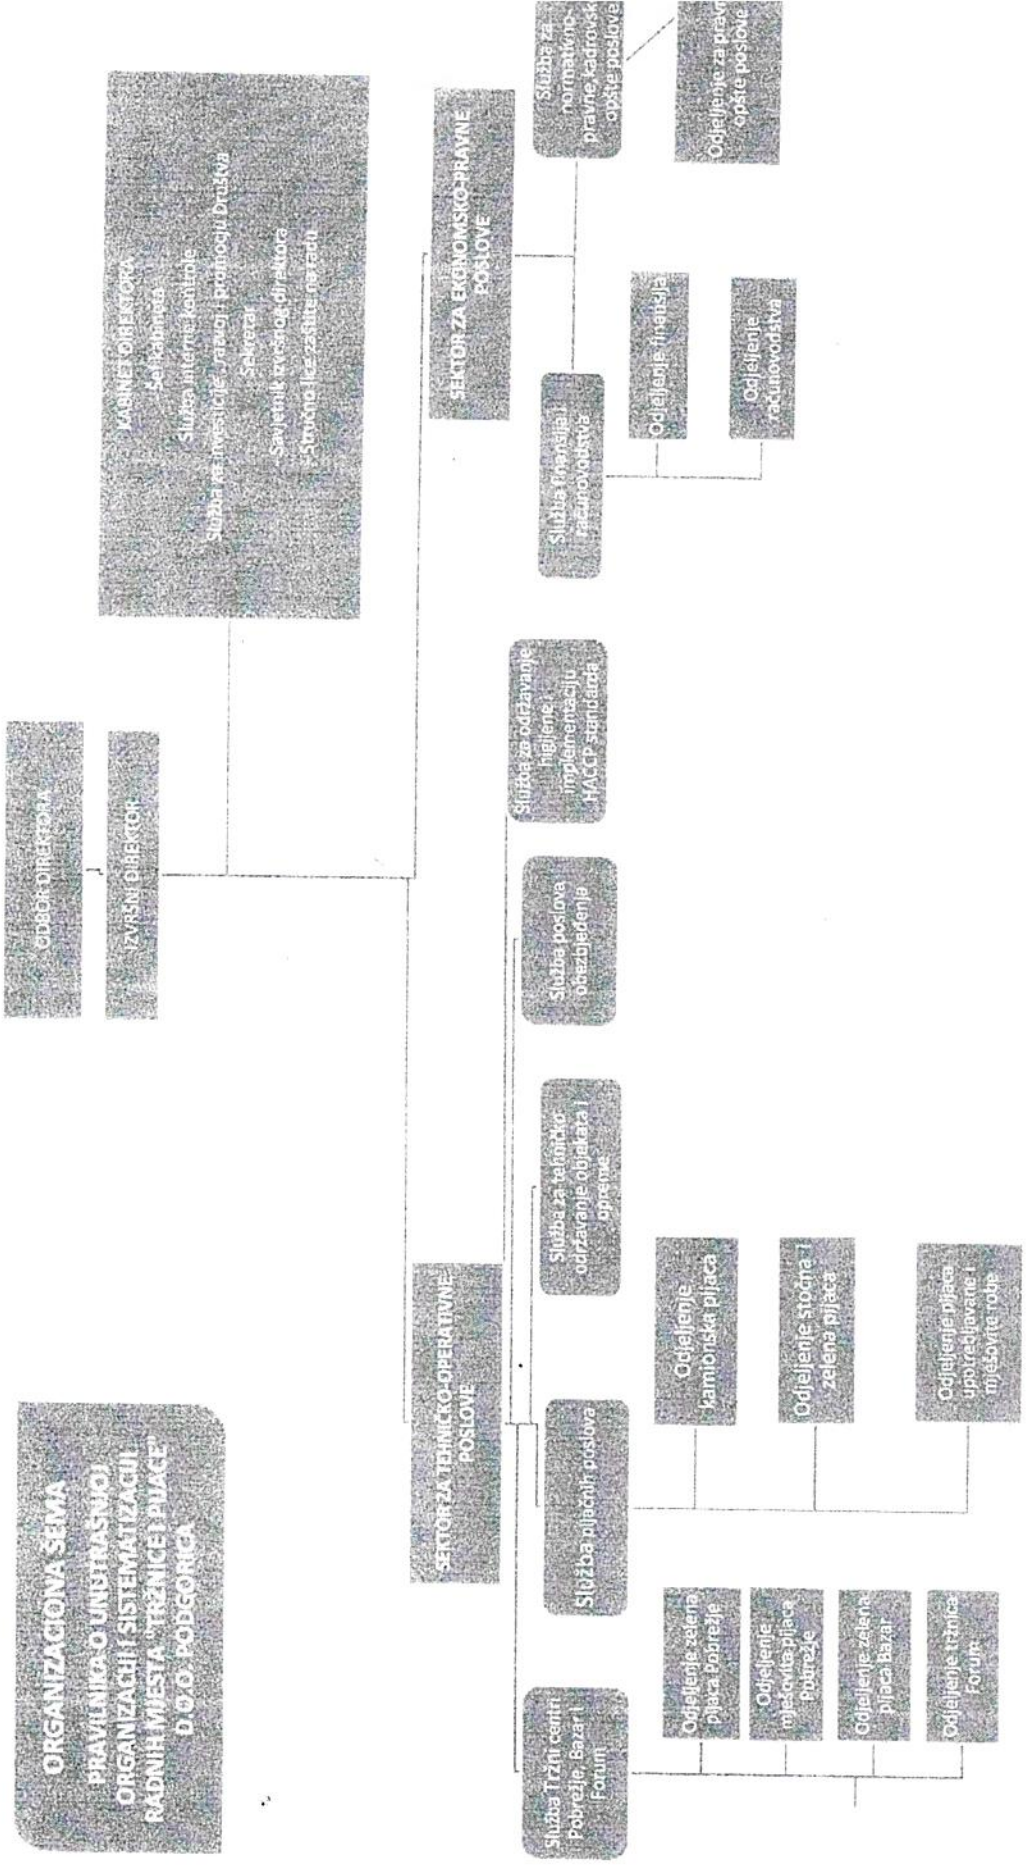 ORGANIZACIONA ŠEMA
PRAVILNIKA O UNUTRAŠNJOJ
ORGANIZACIJI I SISTEMATIZACIJI
RADNIH MJESTA "TRŽNICE I PIJACE"
D.O.O. PODGORICA
ODBOR DIREKTORA
IZVRŠNI DIREKTOR
KABINET DIREKTORA
Šef kabineta
Služba interne kontrole
Služba za investicije, razvoj i promociju Društva
Sekretar
Savjetnik izvršnog direktora
Stručno lice zaštite na radu
SEKTOR ZA TEHNIČKO-OPERATIVNE
POSLOVE
SEKTOR ZA EKONOMSKO-PRAVNE
POSLOVE
Služba Tržni centri
Pobrežje, Bazar i
Forum
Služba pijačnih poslova
Služba za tehničko
održavanje objekata i
opreme
Služba poslova
obezbjeđenja
Služba za održavanje
higijene i
implementaciju
HACCP standarda
Služba finansija i
računovodstva
Služba za
normativno-
pravne, kadrovsk
opšte poslove
Odjeljenje zelena
pijaca Pobrežje
Odjeljenje
mješovita pijaca
Pobrežje
Odjeljenje zelena
pijaca Bazar
Odjeljenje tržnica
Forum
Odjeljenje
kamionska pijaca
Odjeljenje stočna i
zelena pijaca
Odjeljenje pijaca
upotrebljavane i
mješovite robe
Odjeljenje finansija
Odjeljenje
računovodstva
Odjeljenje za pravn
opšte poslove